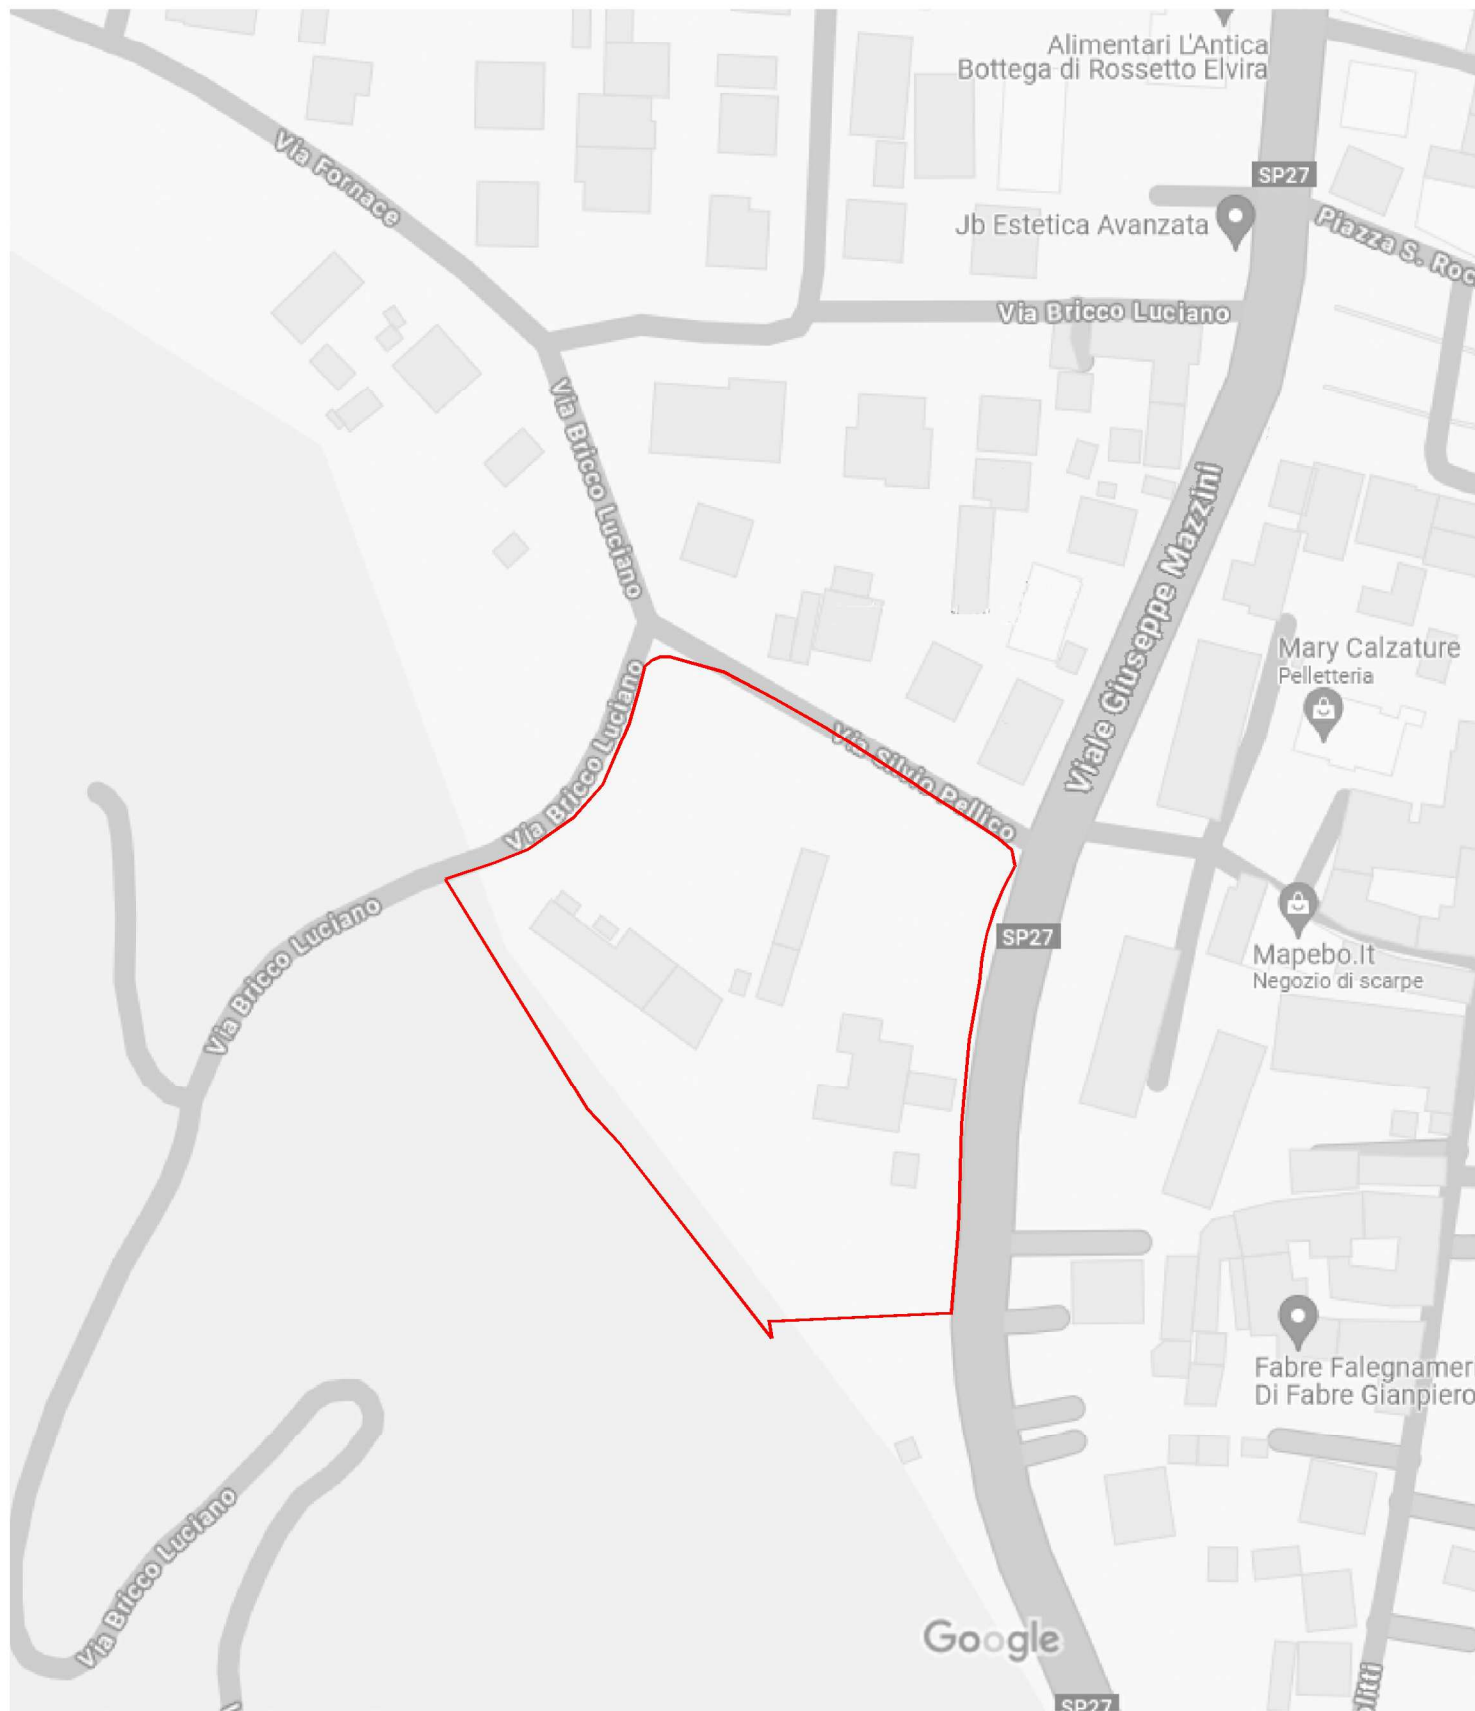 Alimentari L'Antica
Bottega di Rossetto Elvira
Via Fornace
SP27
Jb Estetica Avanzata
Piazza S. Roc
Via Bricco Luciano
Via Bricco Luciano
Viale Giuseppe Mazzini
Mary Calzature
Pelletteria
Via Bricco Luciano
Via Silvio Pellico
Via Bricco Luciano
SP27
Mapebo.It
Negozio di scarpe
Fabre Falegnamer
Di Fabre Gianpiero
Via Bricco Luciano
Google
olitti
SP27